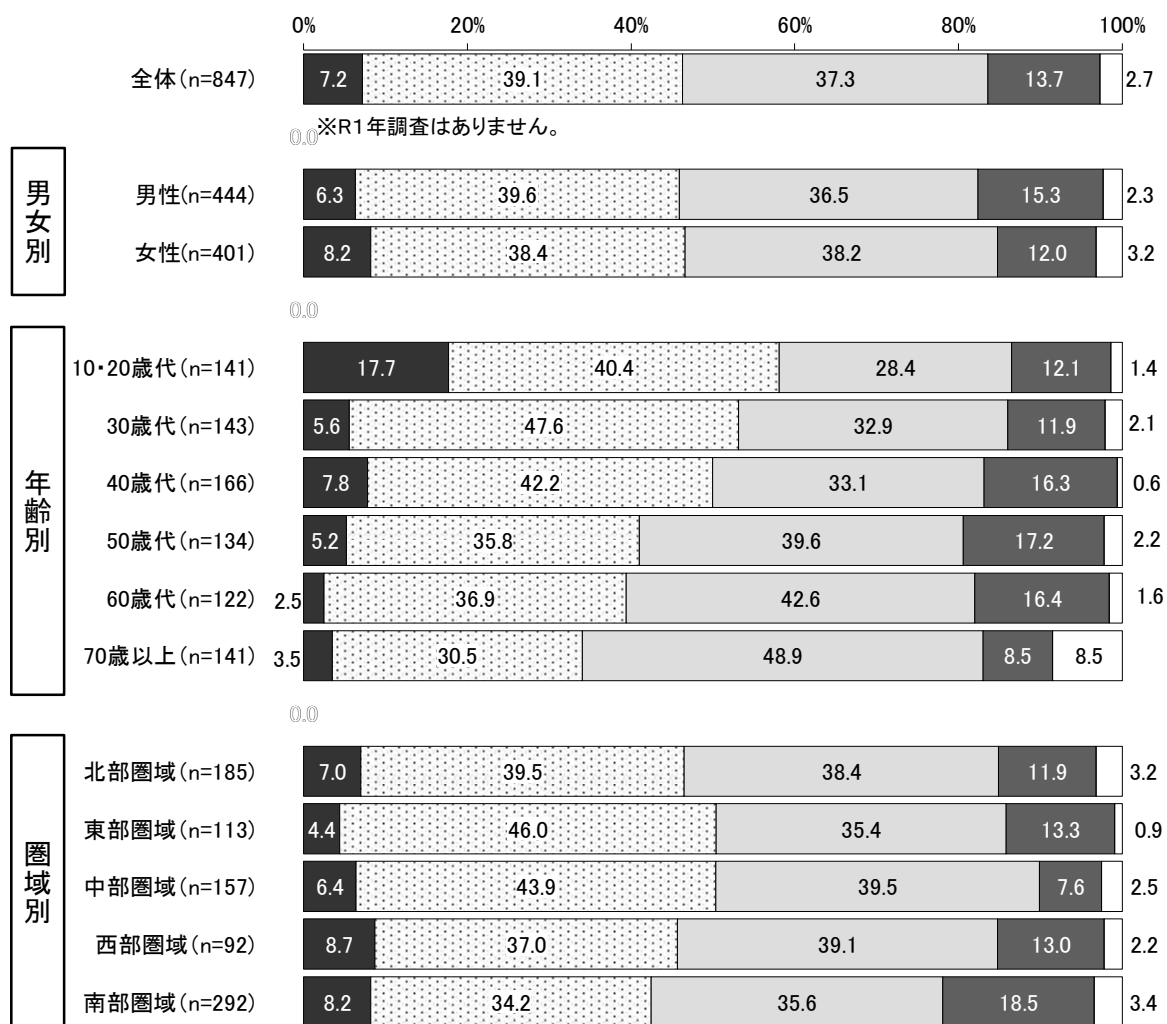 0% 20% 40% 60% 80% 100%
全体(n=847) 7.2 39.1 37.3 13.7 2.7
0.0 ※R1年調査はありません。
男女別
男性(n=444) 6.3 39.6 36.5 15.3 2.3
女性(n=401) 8.2 38.4 38.2 12.0 3.2
0.0
年齢別
10・20歳代(n=141) 17.7 40.4 28.4 12.1 1.4
30歳代(n=143) 5.6 47.6 32.9 11.9 2.1
40歳代(n=166) 7.8 42.2 33.1 16.3 0.6
50歳代(n=134) 5.2 35.8 39.6 17.2 2.2
60歳代(n=122) 2.5 36.9 42.6 16.4 1.6
70歳以上(n=141) 3.5 30.5 48.9 8.5 8.5
0.0
圏域別
北部圏域(n=185) 7.0 39.5 38.4 11.9 3.2
東部圏域(n=113) 4.4 46.0 35.4 13.3 0.9
中部圏域(n=157) 6.4 43.9 39.5 7.6 2.5
西部圏域(n=92) 8.7 37.0 39.1 13.0 2.2
南部圏域(n=292) 8.2 34.2 35.6 18.5 3.4